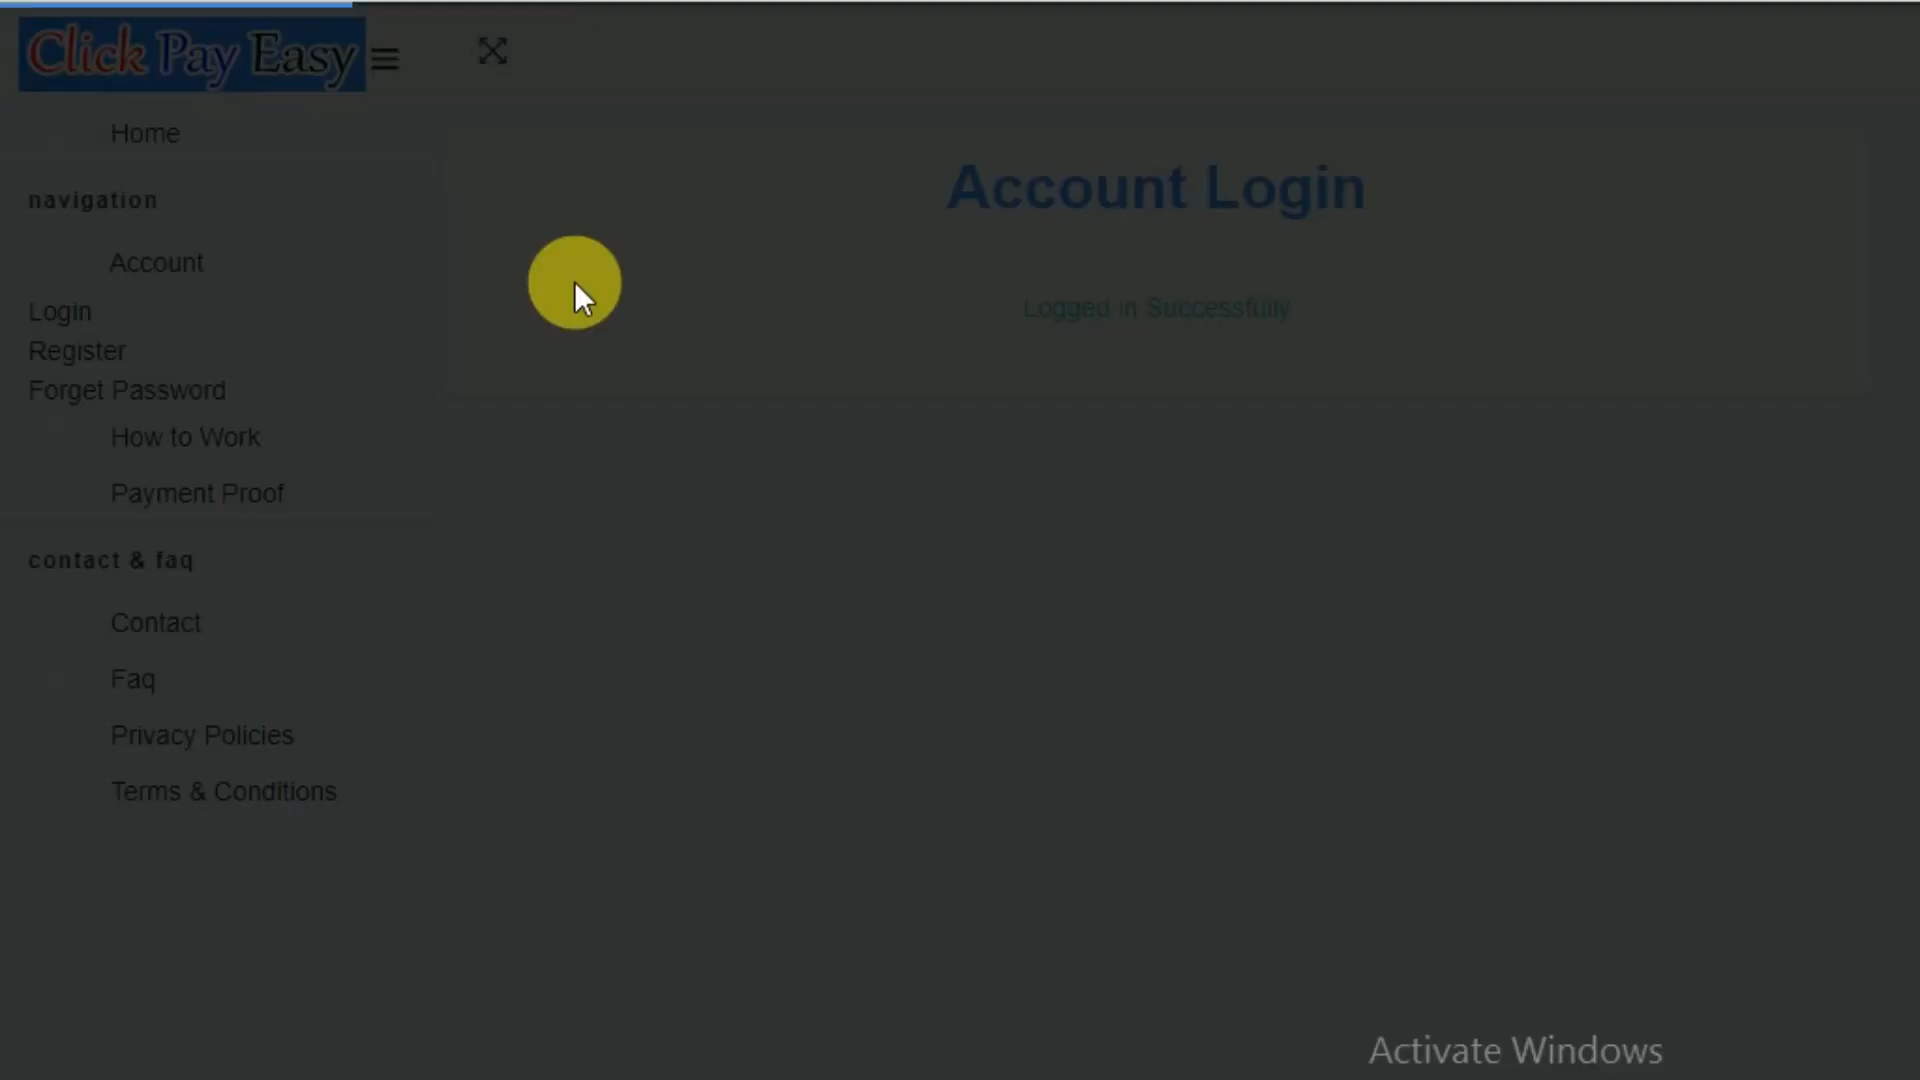 Click Pay Easy
Home
navigation
Account
Login
Register
Forget Password
How to Work
Payment Proof
contact & faq
Contact
Faq
Privacy Policies
Terms & Conditions
Account Login
Logged in Successfully
Activate Windows